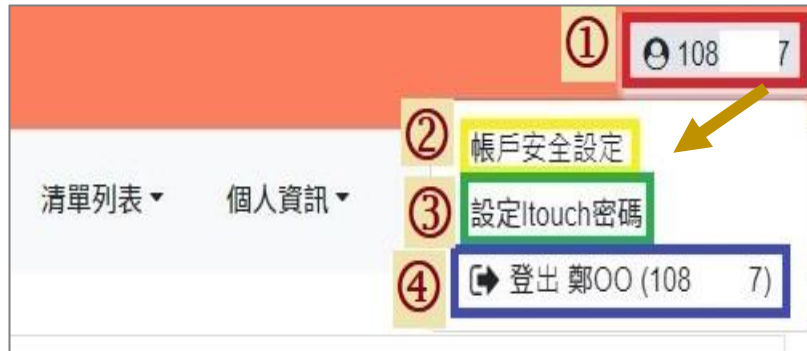 ① 108 7
② 帳戶安全設定
清單列表 個人資訊
③ 設定Itouch密碼
④ 登出 鄭OO (108 7)